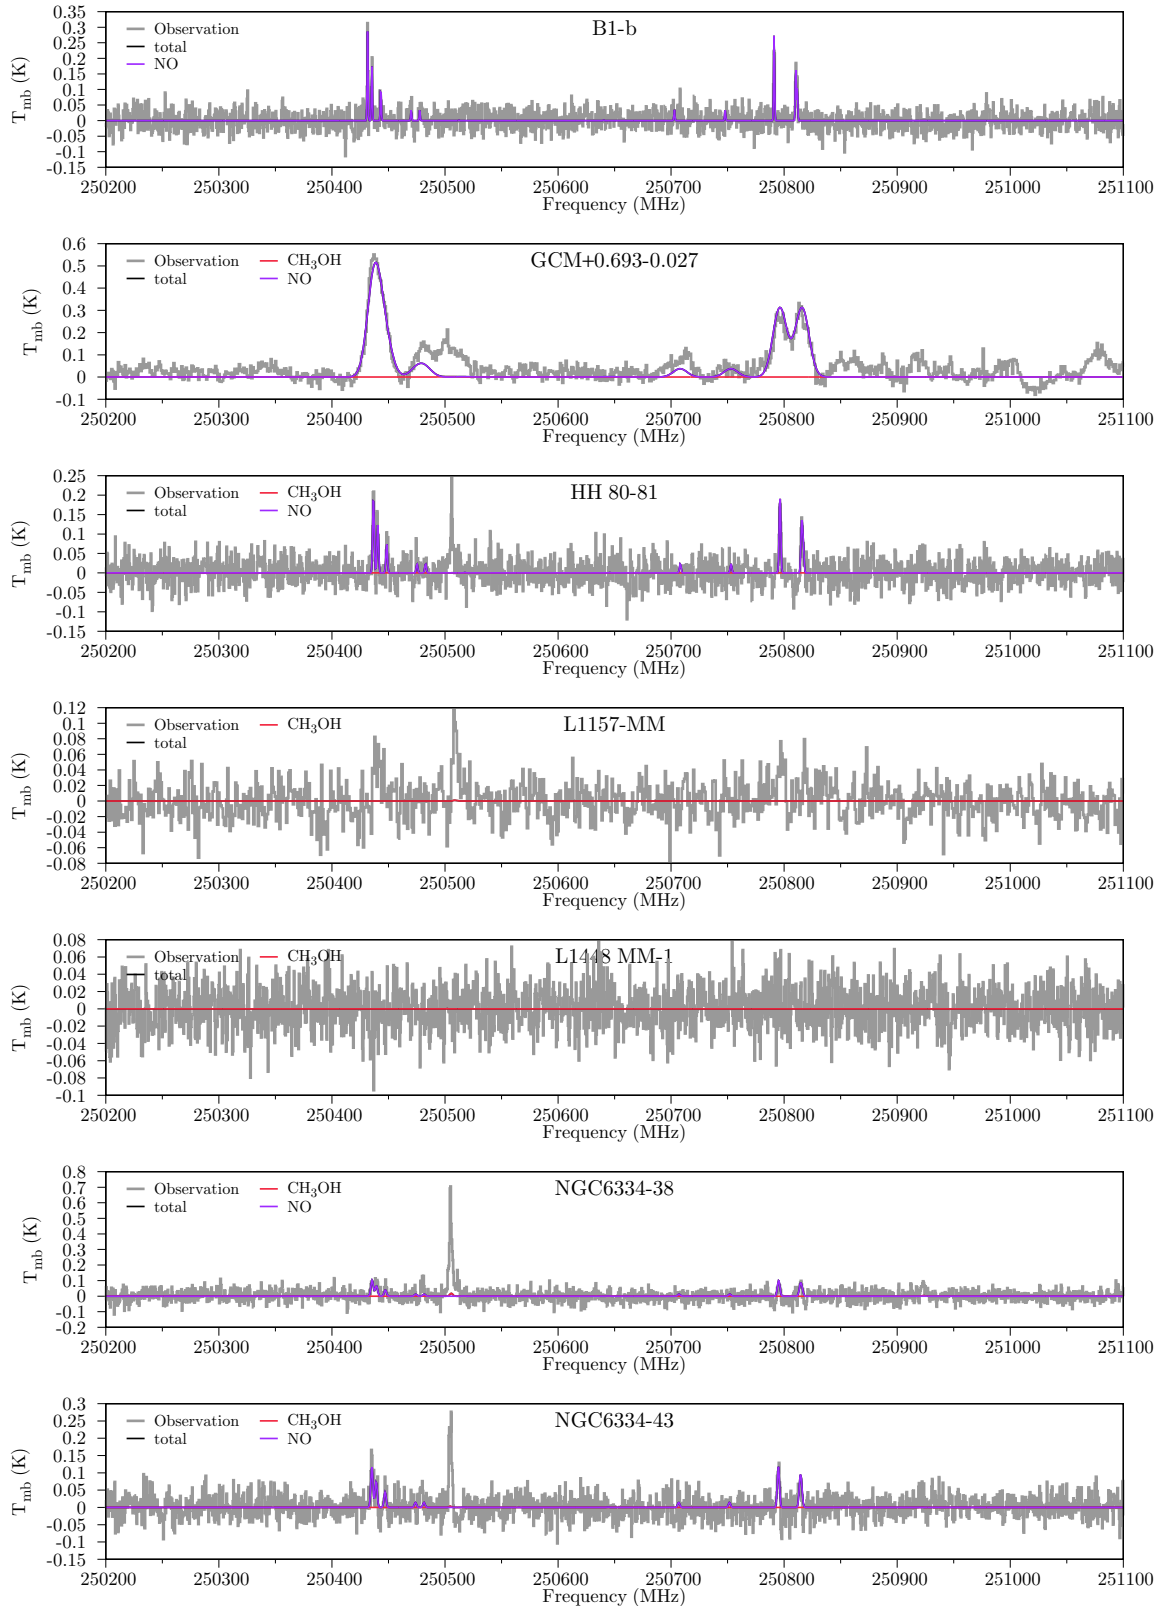 B1-b
Observation
total
NO
T_mb (K)
0.35
0.3
0.25
0.2
0.15
0.1
0.05
0
-0.05
-0.1
-0.15
250200 250300 250400 250500 250600 250700 250800 250900 251000 251100
Frequency (MHz)
GCM+0.693-0.027
Observation CH₃OH
total NO
T_mb (K)
0.6
0.5
0.4
0.3
0.2
0.1
0
-0.1
250200 250300 250400 250500 250600 250700 250800 250900 251000 251100
Frequency (MHz)
HH 80-81
Observation CH₃OH
total NO
T_mb (K)
0.25
0.2
0.15
0.1
0.05
0
-0.05
-0.1
-0.15
250200 250300 250400 250500 250600 250700 250800 250900 251000 251100
Frequency (MHz)
L1157-MM
Observation CH₃OH
total
T_mb (K)
0.12
0.1
0.08
0.06
0.04
0.02
0
-0.02
-0.04
-0.06
-0.08
250200 250300 250400 250500 250600 250700 250800 250900 251000 251100
Frequency (MHz)
L1448 MM-1
Observation CH₃OH
total
T_mb (K)
0.08
0.06
0.04
0.02
0
-0.02
-0.04
-0.06
-0.08
-0.1
250200 250300 250400 250500 250600 250700 250800 250900 251000 251100
Frequency (MHz)
NGC6334-38
Observation CH₃OH
total NO
T_mb (K)
0.8
0.7
0.6
0.5
0.4
0.3
0.2
0.1
0
-0.1
-0.2
250200 250300 250400 250500 250600 250700 250800 250900 251000 251100
Frequency (MHz)
NGC6334-43
Observation CH₃OH
total NO
T_mb (K)
0.3
0.25
0.2
0.15
0.1
0.05
0
-0.05
-0.1
-0.15
250200 250300 250400 250500 250600 250700 250800 250900 251000 251100
Frequency (MHz)